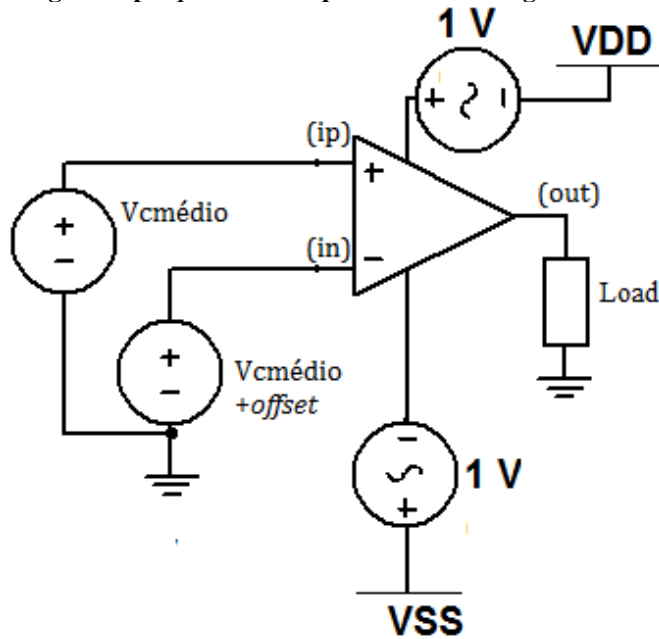 1 V
VDD
(ip)
+
Vcmédio
(out)
(in)
Load
Vcmédio
+offset
1 V
VSS